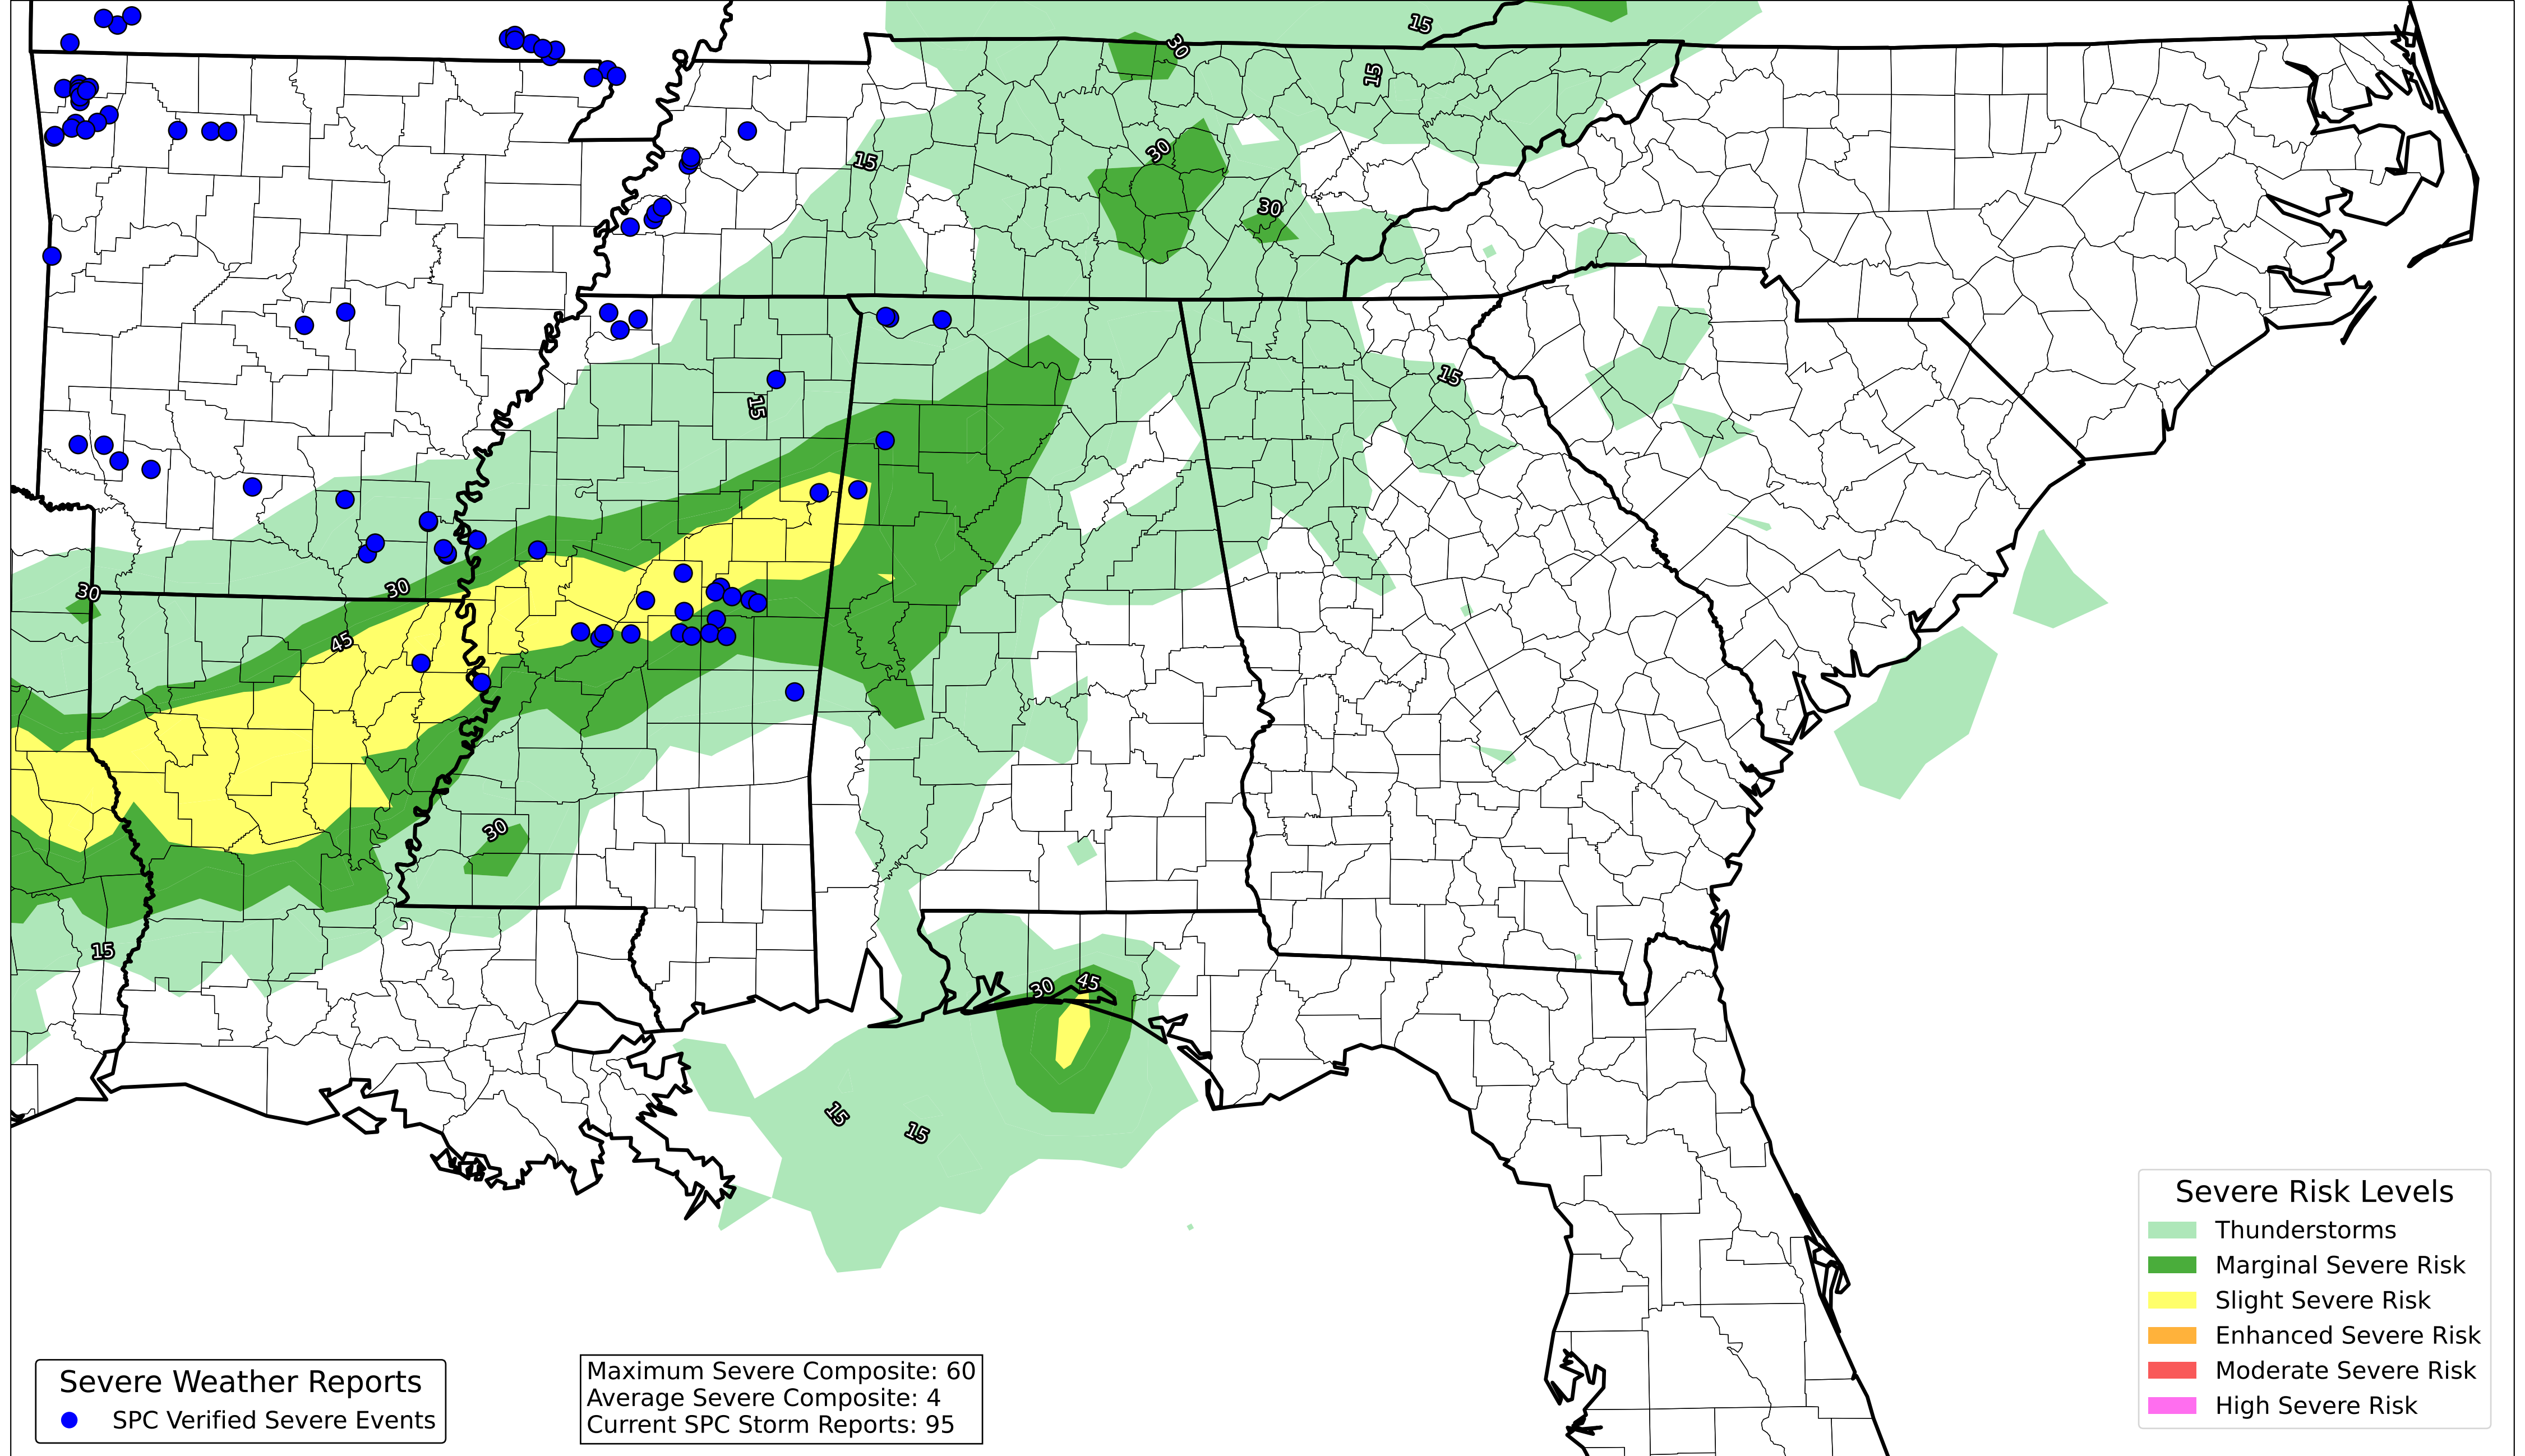 15
30
15
30
15
30
15
15
30
30
45
30
15
30
45
15
15
Severe Risk Levels
Thunderstorms
Marginal Severe Risk
Slight Severe Risk
Enhanced Severe Risk
Moderate Severe Risk
High Severe Risk
Severe Weather Reports
SPC Verified Severe Events
Maximum Severe Composite: 60
Average Severe Composite: 4
Current SPC Storm Reports: 95